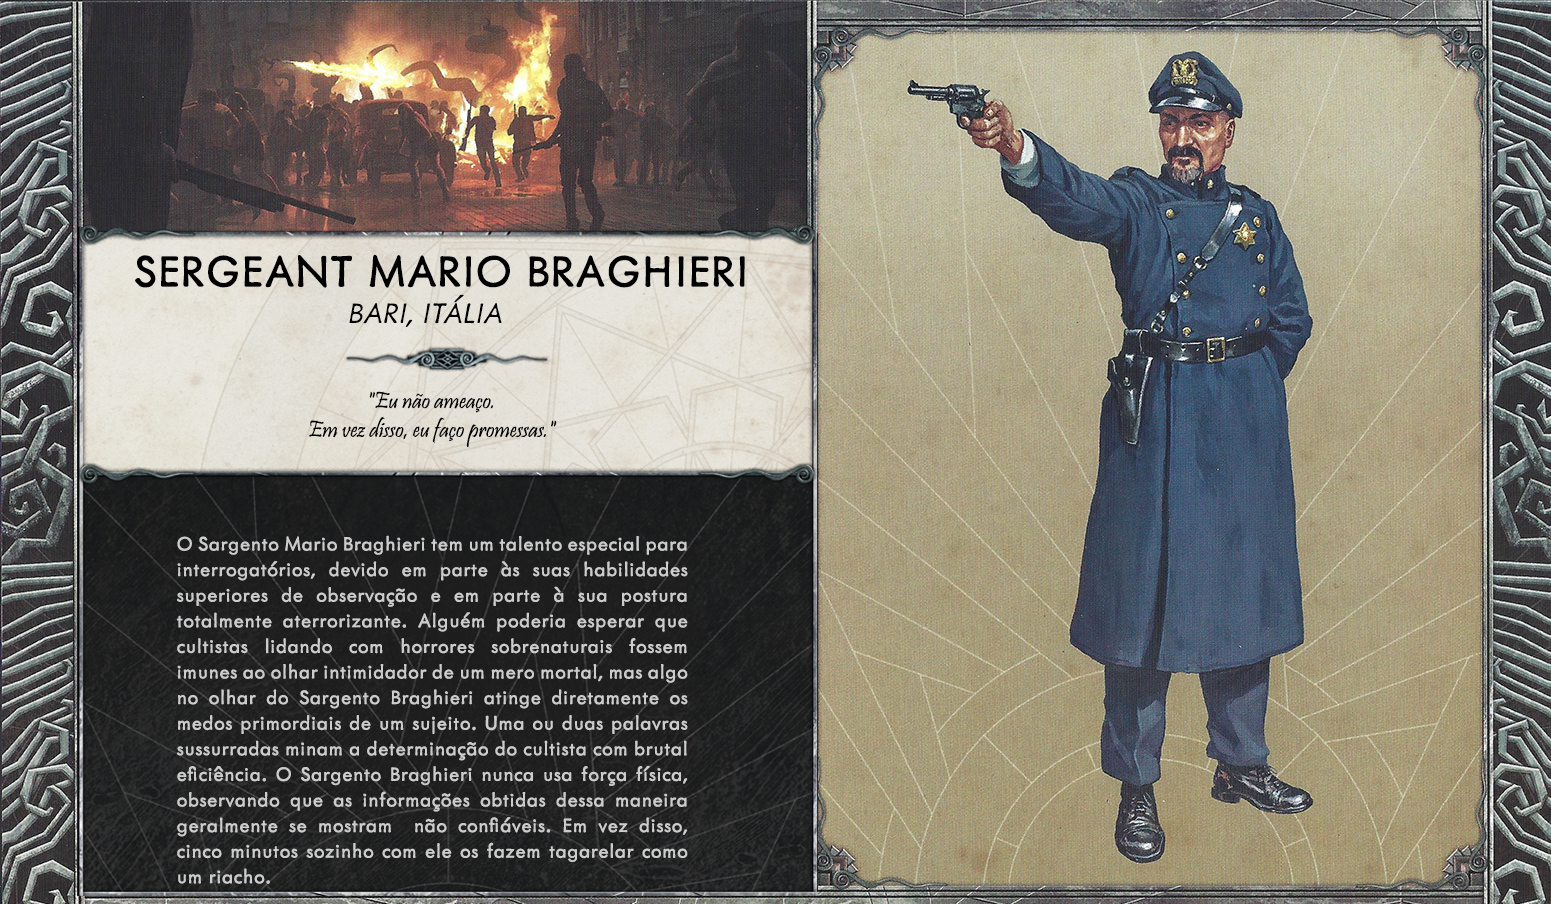 SERGEANT MARIO BRAGHIERI
BARI, ITÁLIA
"Eu não ameaço.
Em vez disso, eu faço promessas."
O Sargento Mario Braghieri tem um talento especial para
interrogatórios, devido em parte às suas habilidades
superiores de observação e em parte à sua postura
totalmente aterrorizante. Alguém poderia esperar que
cultistas lidando com horrores sobrenaturais fossem
imunes ao olhar intimidador de um mero mortal, mas algo
no olhar do Sargento Braghieri atinge diretamente os
medos primordiais de um sujeito. Uma ou duas palavras
sussurradas minam a determinação do cultista com brutal
eficiência. O Sargento Braghieri nunca usa força física,
observando que as informações obtidas dessa maneira
geralmente se mostram não confiáveis. Em vez disso,
cinco minutos sozinho com ele os fazem tagarelar como
um riacho.